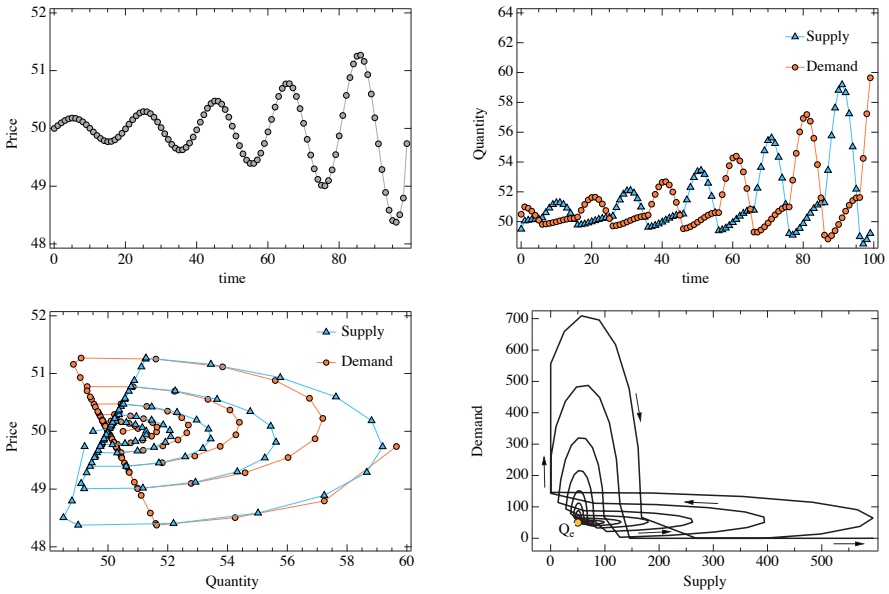 52
51
50
49
48
Price
0 20 40 60 80
time
64
62
60
58
56
54
52
50
Quantity
Supply
Demand
0 20 40 60 80 100
time
52
51
50
49
48
Price
Supply
Demand
50 52 54 56 58 60
Quantity
700
600
500
400
300
200
100
0
Demand
Qe
0 100 200 300 400 500
Supply